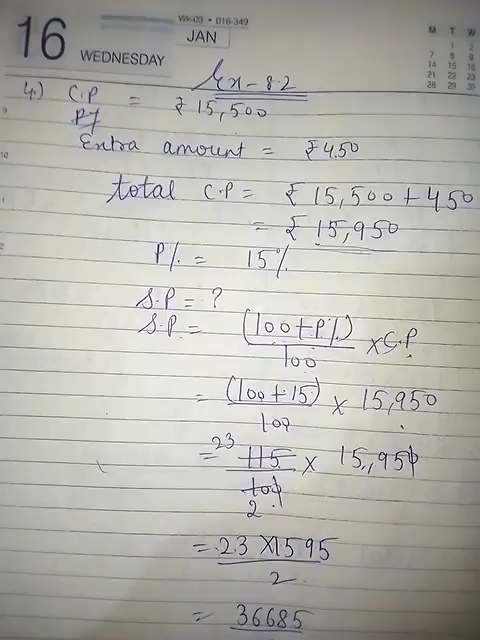 Wk-03 • 016-349
16 JAN
WEDNESDAY
M T W
1 2
7 8 9
14 15 16
21 22 23
28 29 30
Ex-8.2
4.) C.P = ₹ 15,500
Extra amount = ₹450
total C.P = ₹ 15,500 + 450
= ₹ 15,950
P%. = 15%.
S.P = ?
S.P = (100+P%) × C.P
100
= (100+15) × 15,950
100
= 23 115 × 15,950
100
2
= 23 × 1595
2
= 36685